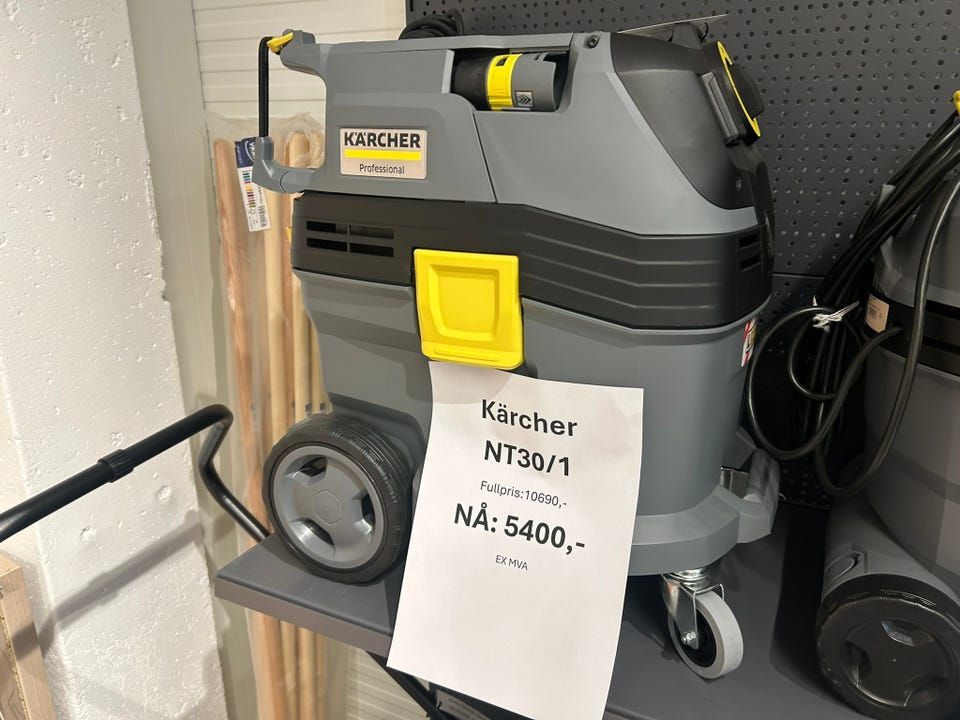 KÄRCHER
Professional
Kärcher
NT30/1
Fullpris:10690,-
NÅ: 5400,-
EX MVA